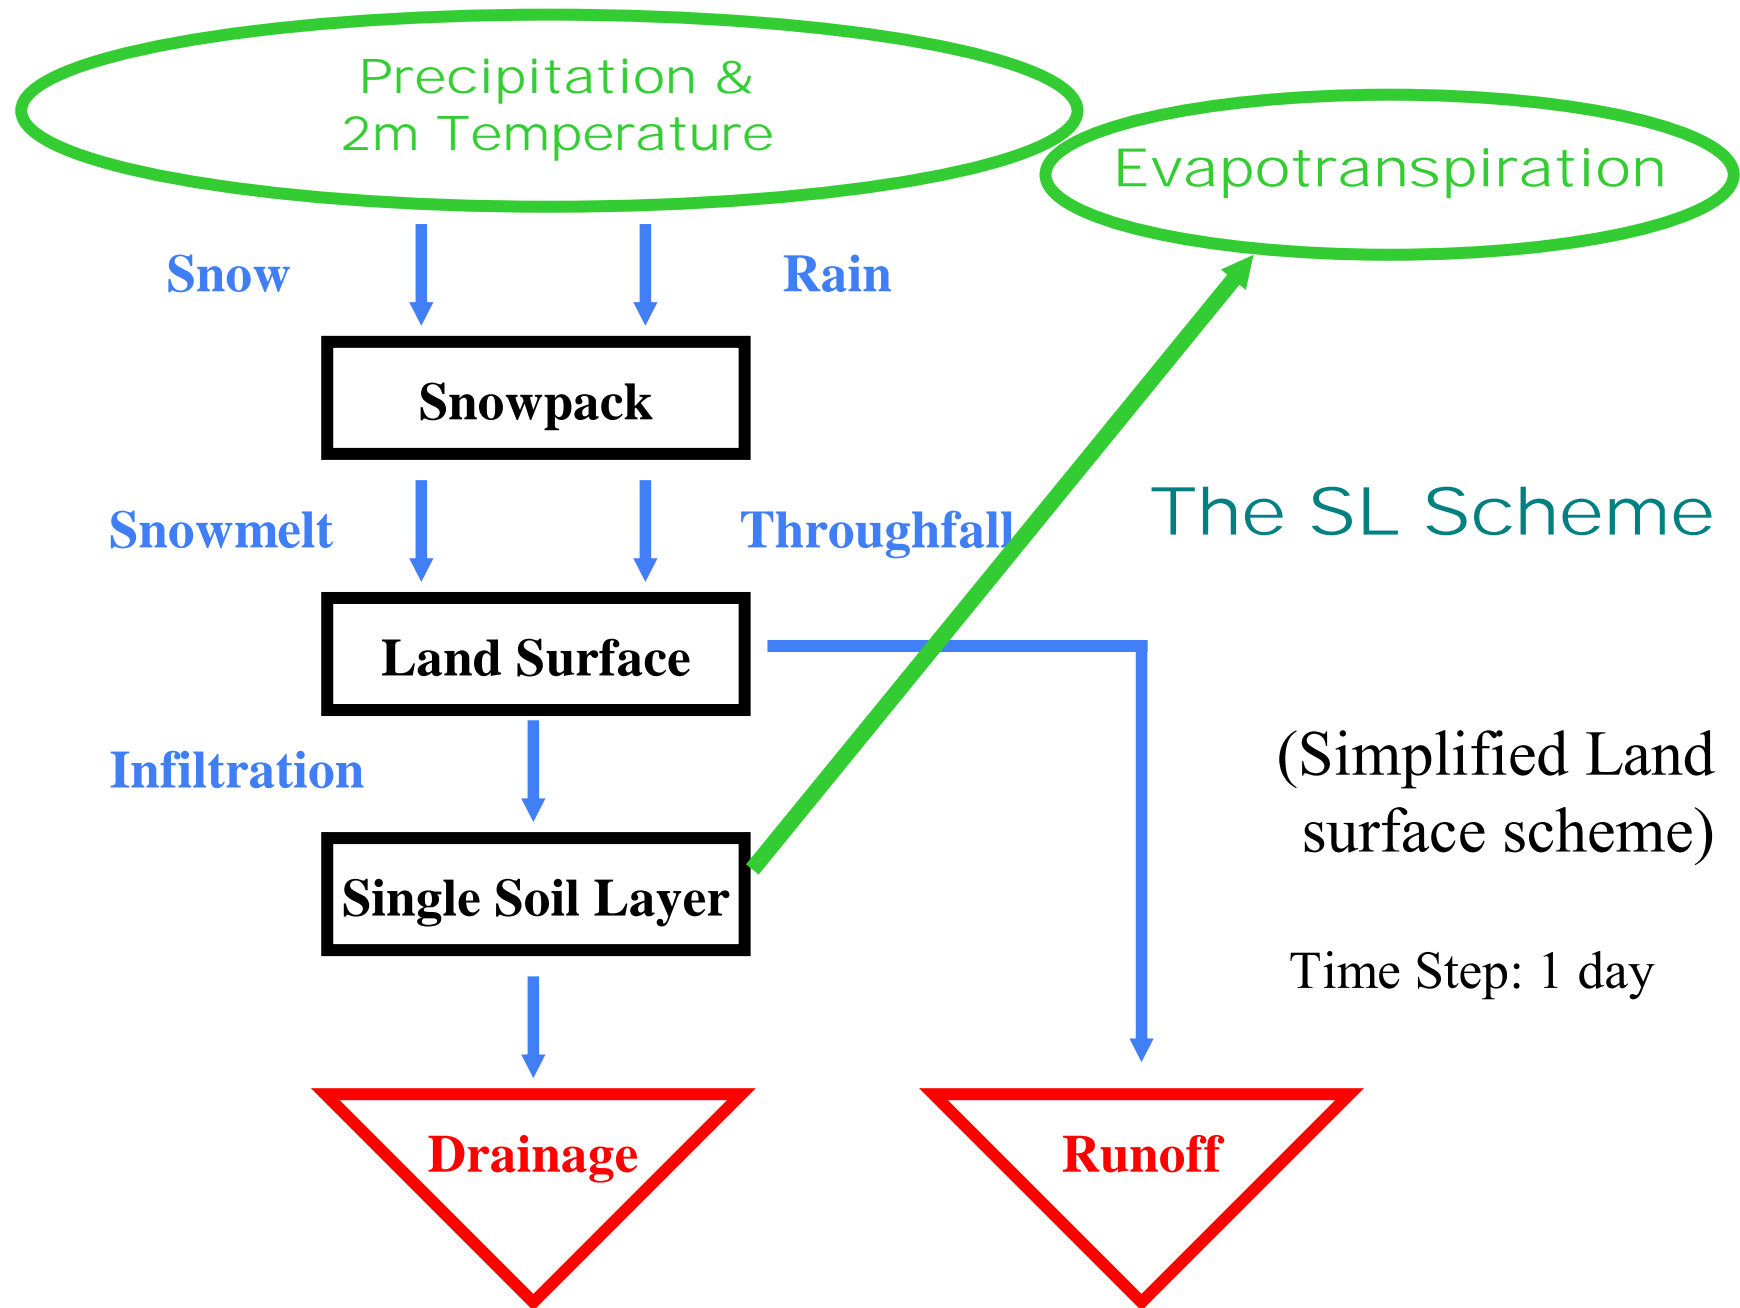 Precipitation &
2m Temperature
Evapotranspiration
Snow
Rain
Snowpack
Snowmelt
Throughfall
The SL Scheme
Land Surface
(Simplified Land
surface scheme)
Infiltration
Single Soil Layer
Time Step: 1 day
Drainage
Runoff